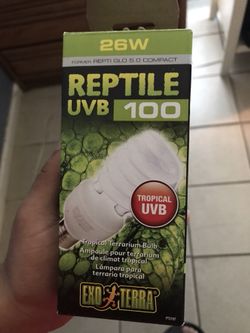 26W
FORMER REPTI GLO 5.0 COMPACT
REPTILE
UVB 100
TROPICAL
UVB
Tropical Terrarium Bulb
Ampoule pour terrarium
de climat tropical
Lámpara para
terrario tropical
EXO TERRA